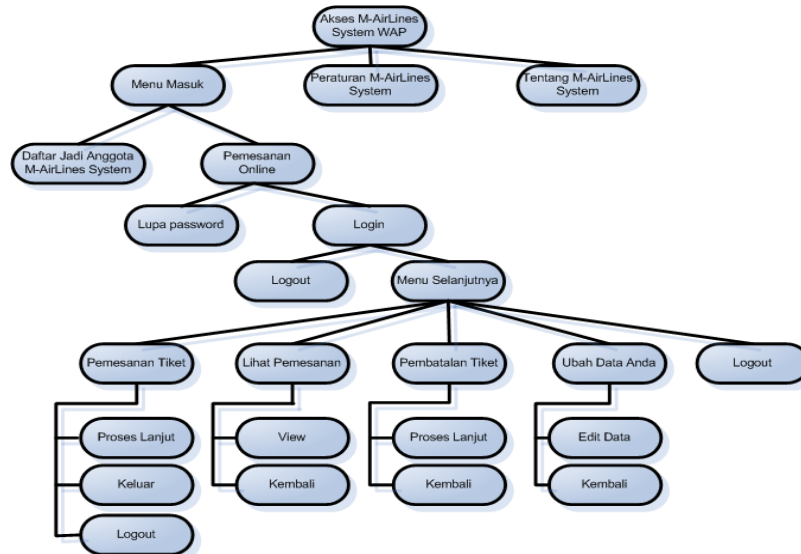 Akses M-AirLines
System WAP
Menu Masuk
Peraturan M-AirLines
System
Tentang M-AirLines
System
Daftar Jadi Anggota
M-AirLines System
Pemesanan
Online
Lupa password
Login
Logout
Menu Selanjutnya
Pemesanan Tiket
Lihat Pemesanan
Pembatalan Tiket
Ubah Data Anda
Logout
Proses Lanjut
View
Proses Lanjut
Edit Data
Keluar
Kembali
Kembali
Kembali
Logout